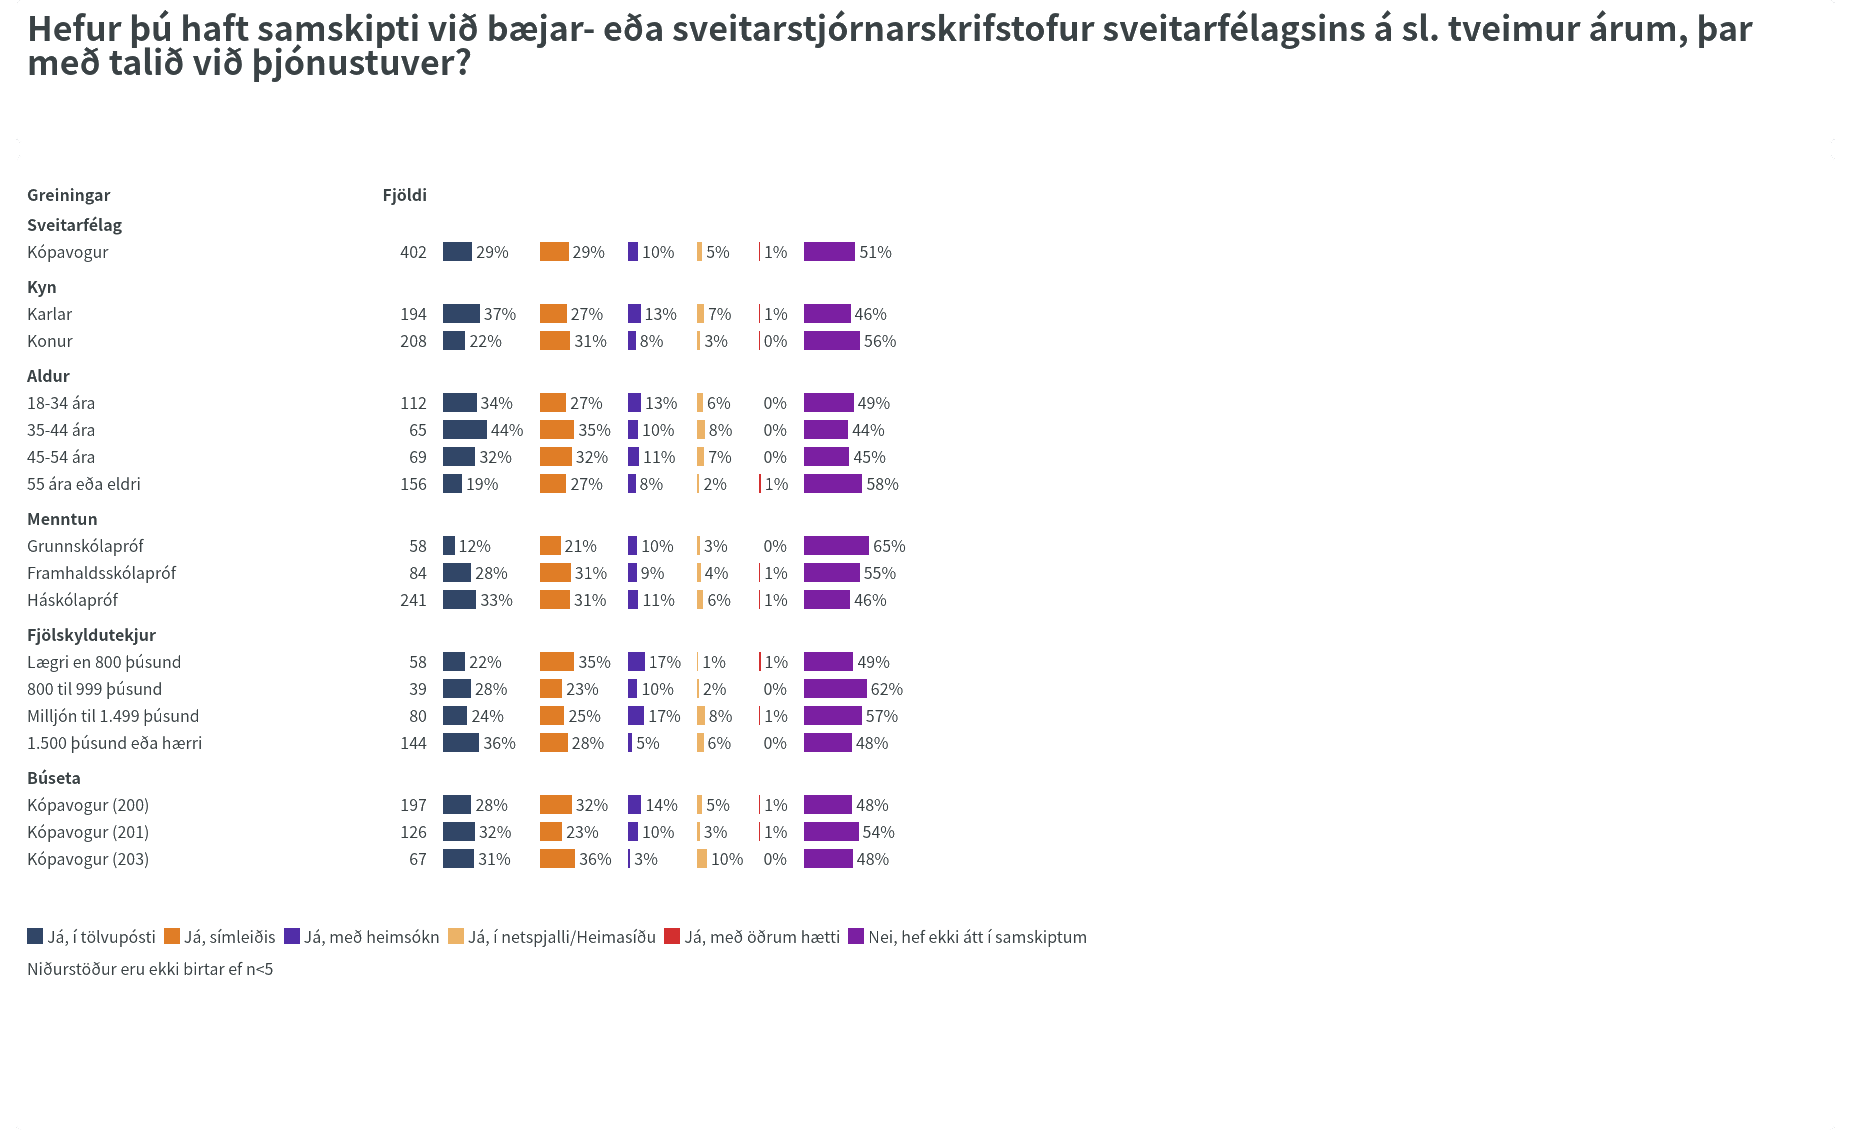 Hefur þú haft samskipti við bæjar- eða sveitarstjórnarskrifstofur sveitarfélagsins á sl. tveimur árum, þar
með talið við þjónustuver?
Greiningar Fjöldi
Sveitarfélag
Kópavogur 402 29% 29% 10% 5% 1% 51%
Kyn
Karlar 194 37% 27% 13% 7% 1% 46%
Konur 208 22% 31% 8% 3% 0% 56%
Aldur
18-34 ára 112 34% 27% 13% 6% 0% 49%
35-44 ára 65 44% 35% 10% 8% 0% 44%
45-54 ára 69 32% 32% 11% 7% 0% 45%
55 ára eða eldri 156 19% 27% 8% 2% 1% 58%
Menntun
Grunnskólapróf 58 12% 21% 10% 3% 0% 65%
Framhaldsskólapróf 84 28% 31% 9% 4% 1% 55%
Háskólapróf 241 33% 31% 11% 6% 1% 46%
Fjölskyldutekjur
Lægri en 800 þúsund 58 22% 35% 17% 1% 1% 49%
800 til 999 þúsund 39 28% 23% 10% 2% 0% 62%
Milljón til 1.499 þúsund 80 24% 25% 17% 8% 1% 57%
1.500 þúsund eða hærri 144 36% 28% 5% 6% 0% 48%
Búseta
Kópavogur (200) 197 28% 32% 14% 5% 1% 48%
Kópavogur (201) 126 32% 23% 10% 3% 1% 54%
Kópavogur (203) 67 31% 36% 3% 10% 0% 48%
Já, í tölvupósti Já, símleiðis Já, með heimsókn Já, í netspjalli/Heimasíðu Já, með öðrum hætti Nei, hef ekki átt í samskiptum
Niðurstöður eru ekki birtar ef n<5